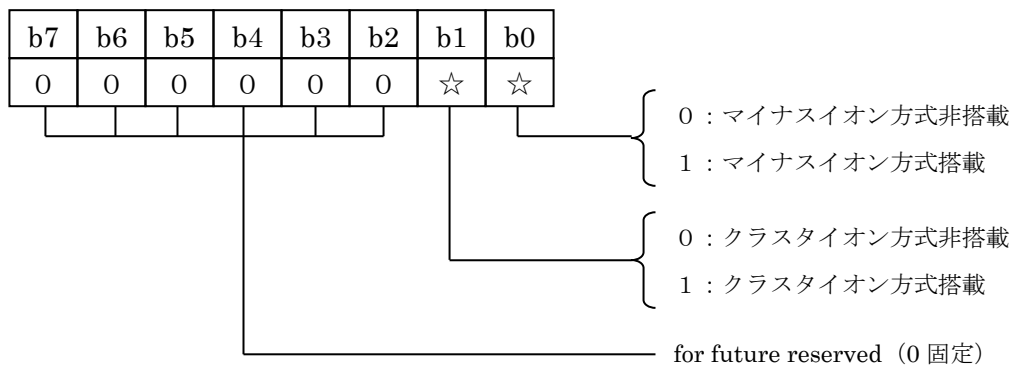 b7 b6 b5 b4 b3 b2 b1 b0
0 0 0 0 0 0 ☆ ☆
0：マイナスイオン方式非搭載
1：マイナスイオン方式搭載
0：クラスタイオン方式非搭載
1：クラスタイオン方式搭載
for future reserved（0 固定）